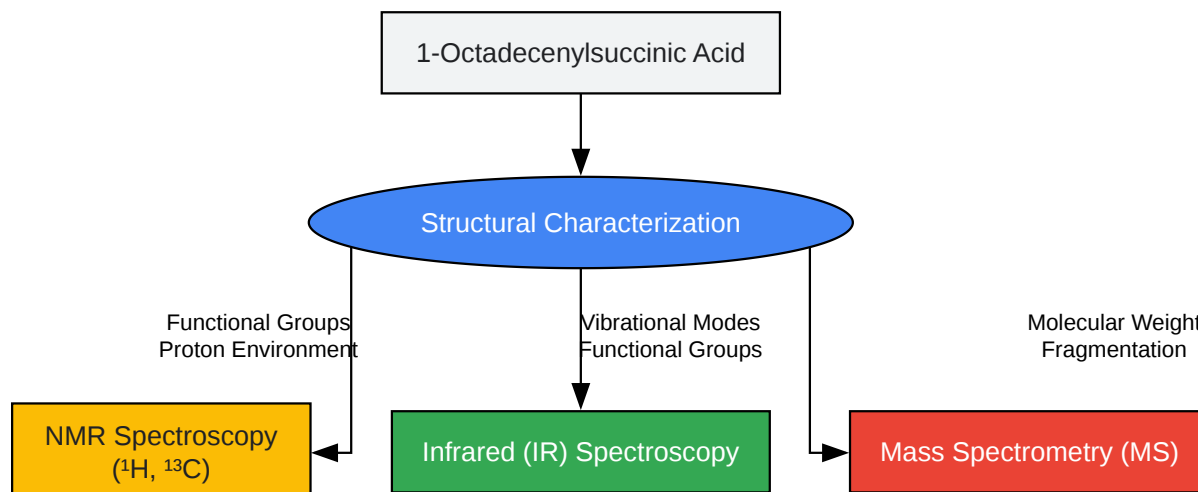 1-Octadecenylsuccinic Acid
Structural Characterization
Functional Groups
Proton Environment
Vibrational Modes
Functional Groups
Molecular Weight
Fragmentation
NMR Spectroscopy
(¹H, ¹³C)
Infrared (IR) Spectroscopy
Mass Spectrometry (MS)